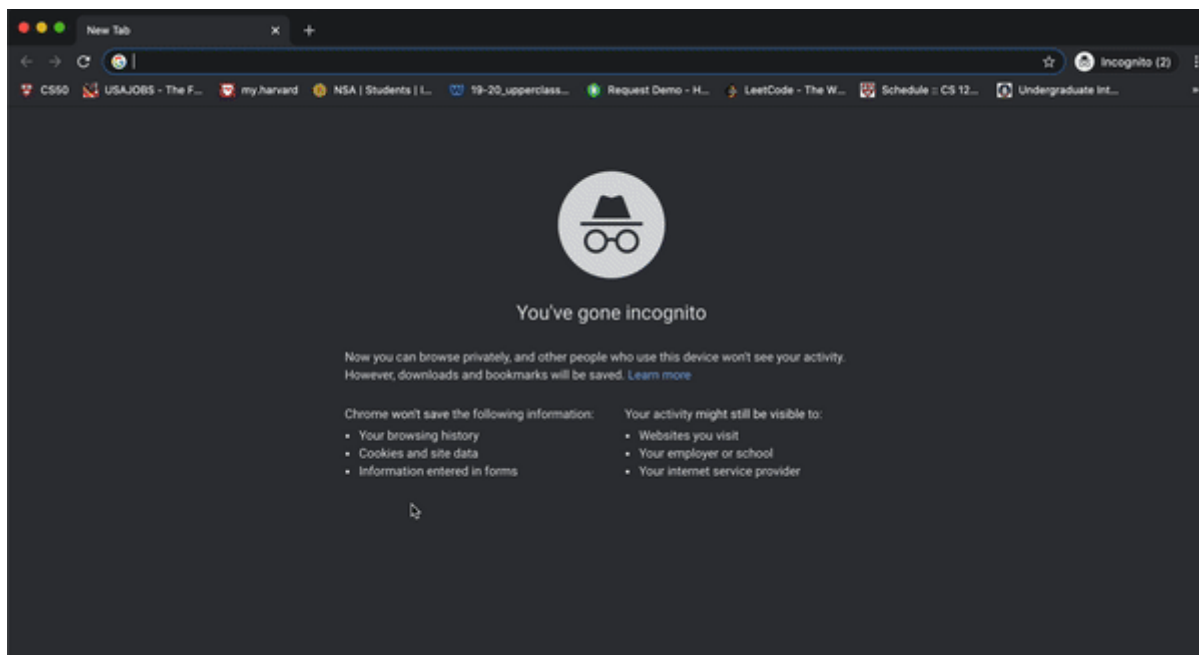 New Tab
Incognito (2)
CS50 USAJOBS - The F... my.harvard NSA | Students | I... 19-20_upperclass... Request Demo - H... LeetCode - The W... Schedule :: CS 12... Undergraduate Int...
You've gone incognito
Now you can browse privately, and other people who use this device won't see your activity.
However, downloads and bookmarks will be saved. Learn more
Chrome won't save the following information:
• Your browsing history
• Cookies and site data
• Information entered in forms
Your activity might still be visible to:
• Websites you visit
• Your employer or school
• Your internet service provider